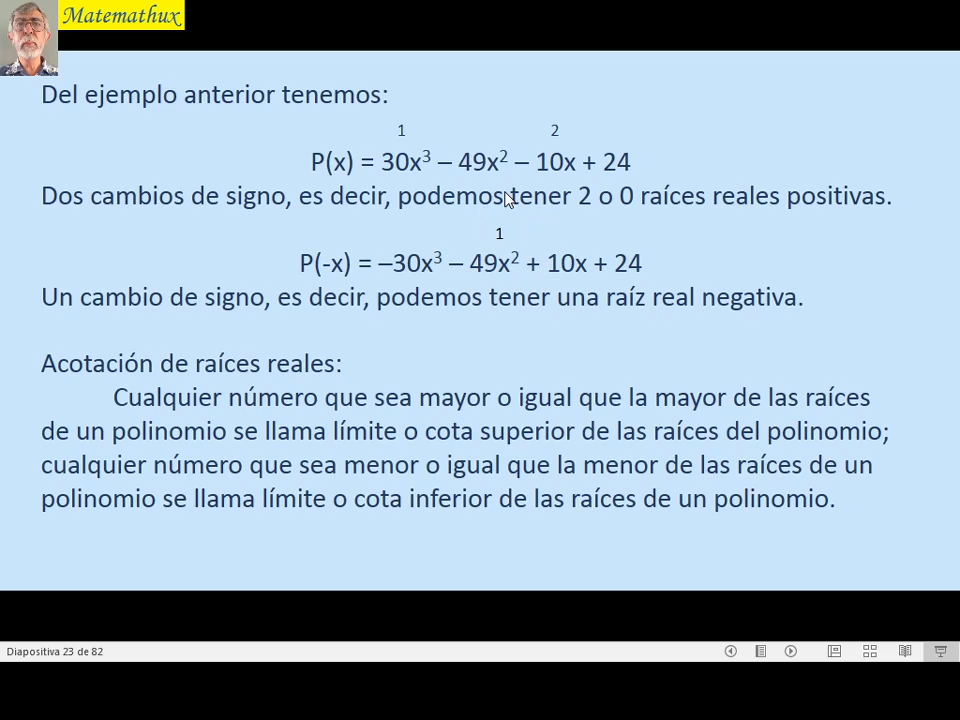 Matemathux
Del ejemplo anterior tenemos:
1 2
P(x) = 30x³ – 49x² – 10x + 24
Dos cambios de signo, es decir, podemos tener 2 o 0 raíces reales positivas.
1
P(-x) = –30x³ – 49x² + 10x + 24
Un cambio de signo, es decir, podemos tener una raíz real negativa.
Acotación de raíces reales:
Cualquier número que sea mayor o igual que la mayor de las raíces
de un polinomio se llama límite o cota superior de las raíces del polinomio;
cualquier número que sea menor o igual que la menor de las raíces de un
polinomio se llama límite o cota inferior de las raíces de un polinomio.
Diapositiva 23 de 82